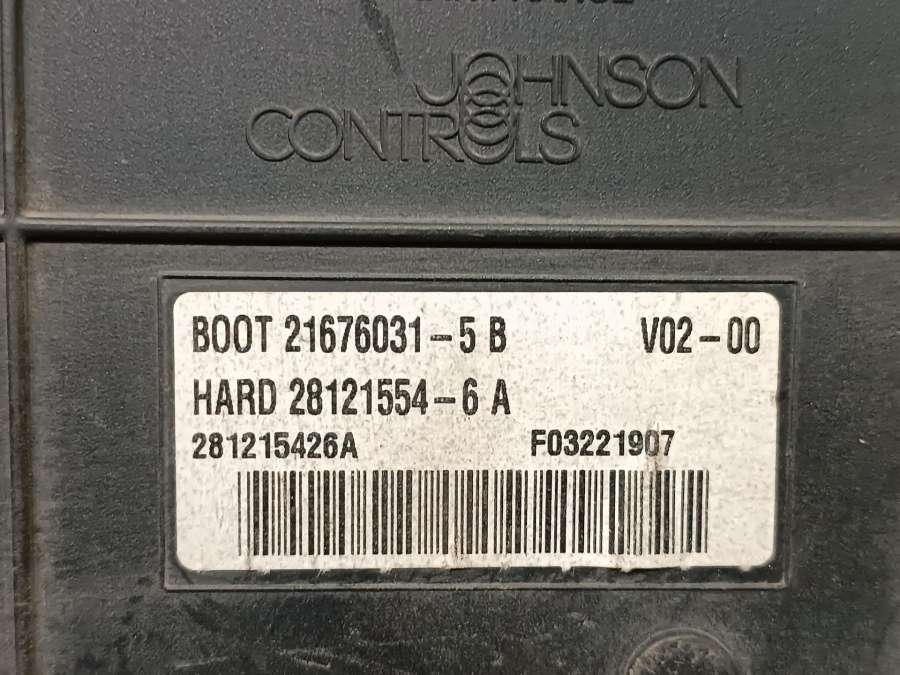 JOHNSON
CONTROLS
BOOT 21676031-5 B V02-00
HARD 28121554-6 A
281215426A F03221907